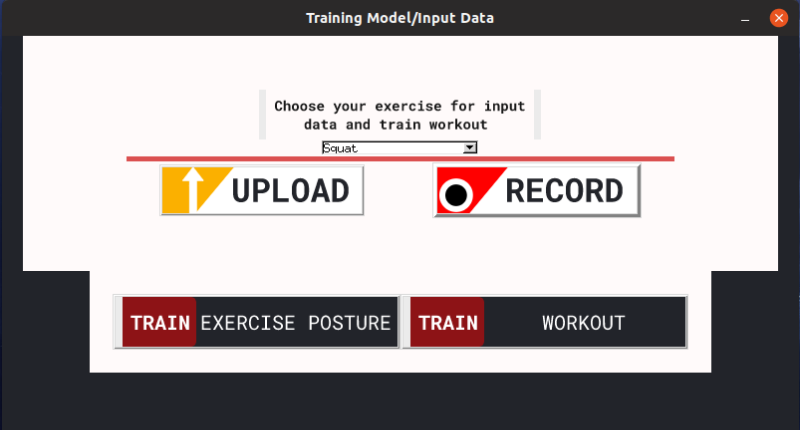 Training Model/Input Data
Choose your exercise for input
data and train workout
Squat
UPLOAD
RECORD
TRAIN EXERCISE POSTURE
TRAIN WORKOUT